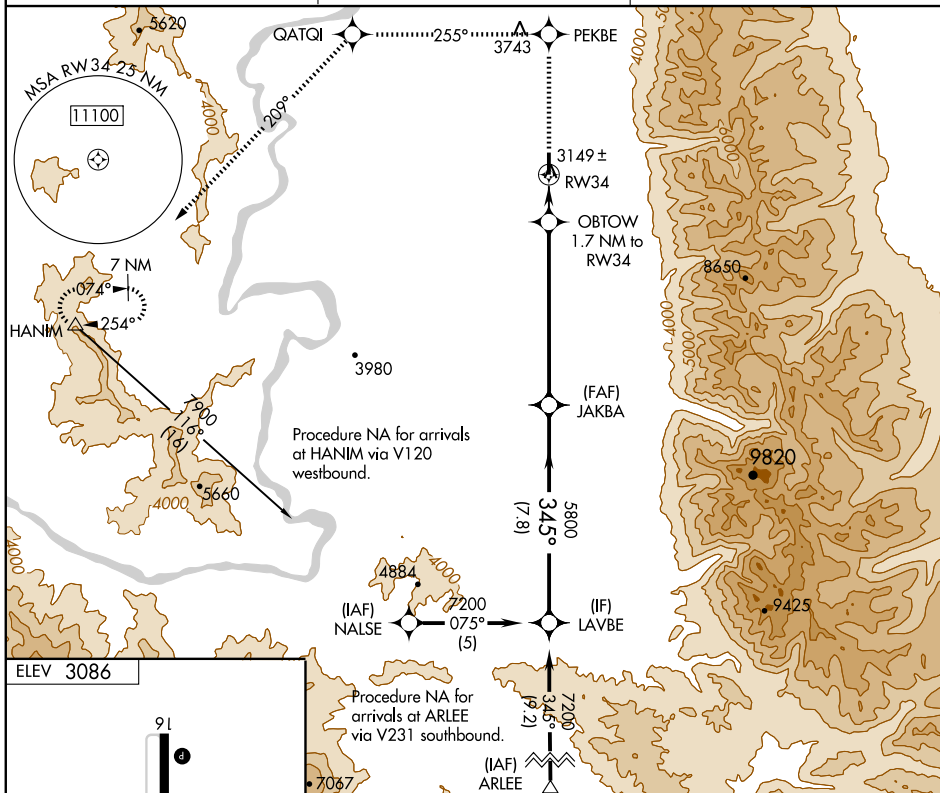 5620
QATQI
255°
3743
PEKBE
MSA RW34 25 NM
11100
4000
209°
4000
6000
3149 ±
RW34
OBTOW
1.7 NM to
RW34
7 NM
074°
254°
HANIM
8650
4000
5000
3980
(FAF)
JAKBA
7900
116°
(16)
Procedure NA for arrivals
at HANIM via V120
westbound.
9820
5660
4000
5800
345°
(7.8)
4000
4884
4000
(IAF)
NALSE
7200
075°
(5)
(IF)
LAVBE
9425
ELEV 3086
Procedure NA for
arrivals at ARLEE
via V231 southbound.
7200
345°
(9.2)
16
P
(IAF)
ARLEE
7067